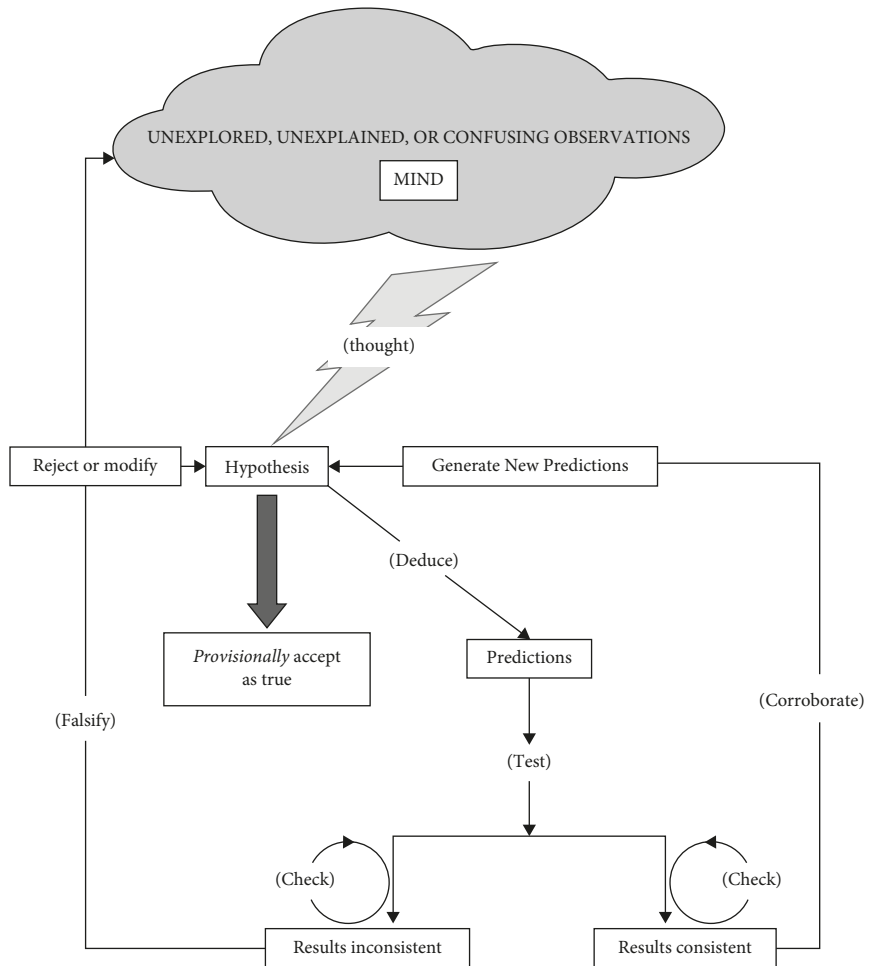 UNEXPLORED, UNEXPLAINED, OR CONFUSING OBSERVATIONS
MIND
(thought)
Reject or modify
Hypothesis
Generate New Predictions
(Deduce)
Provisionally accept
as true
Predictions
(Falsify)
(Corroborate)
(Test)
(Check)
(Check)
Results inconsistent
Results consistent